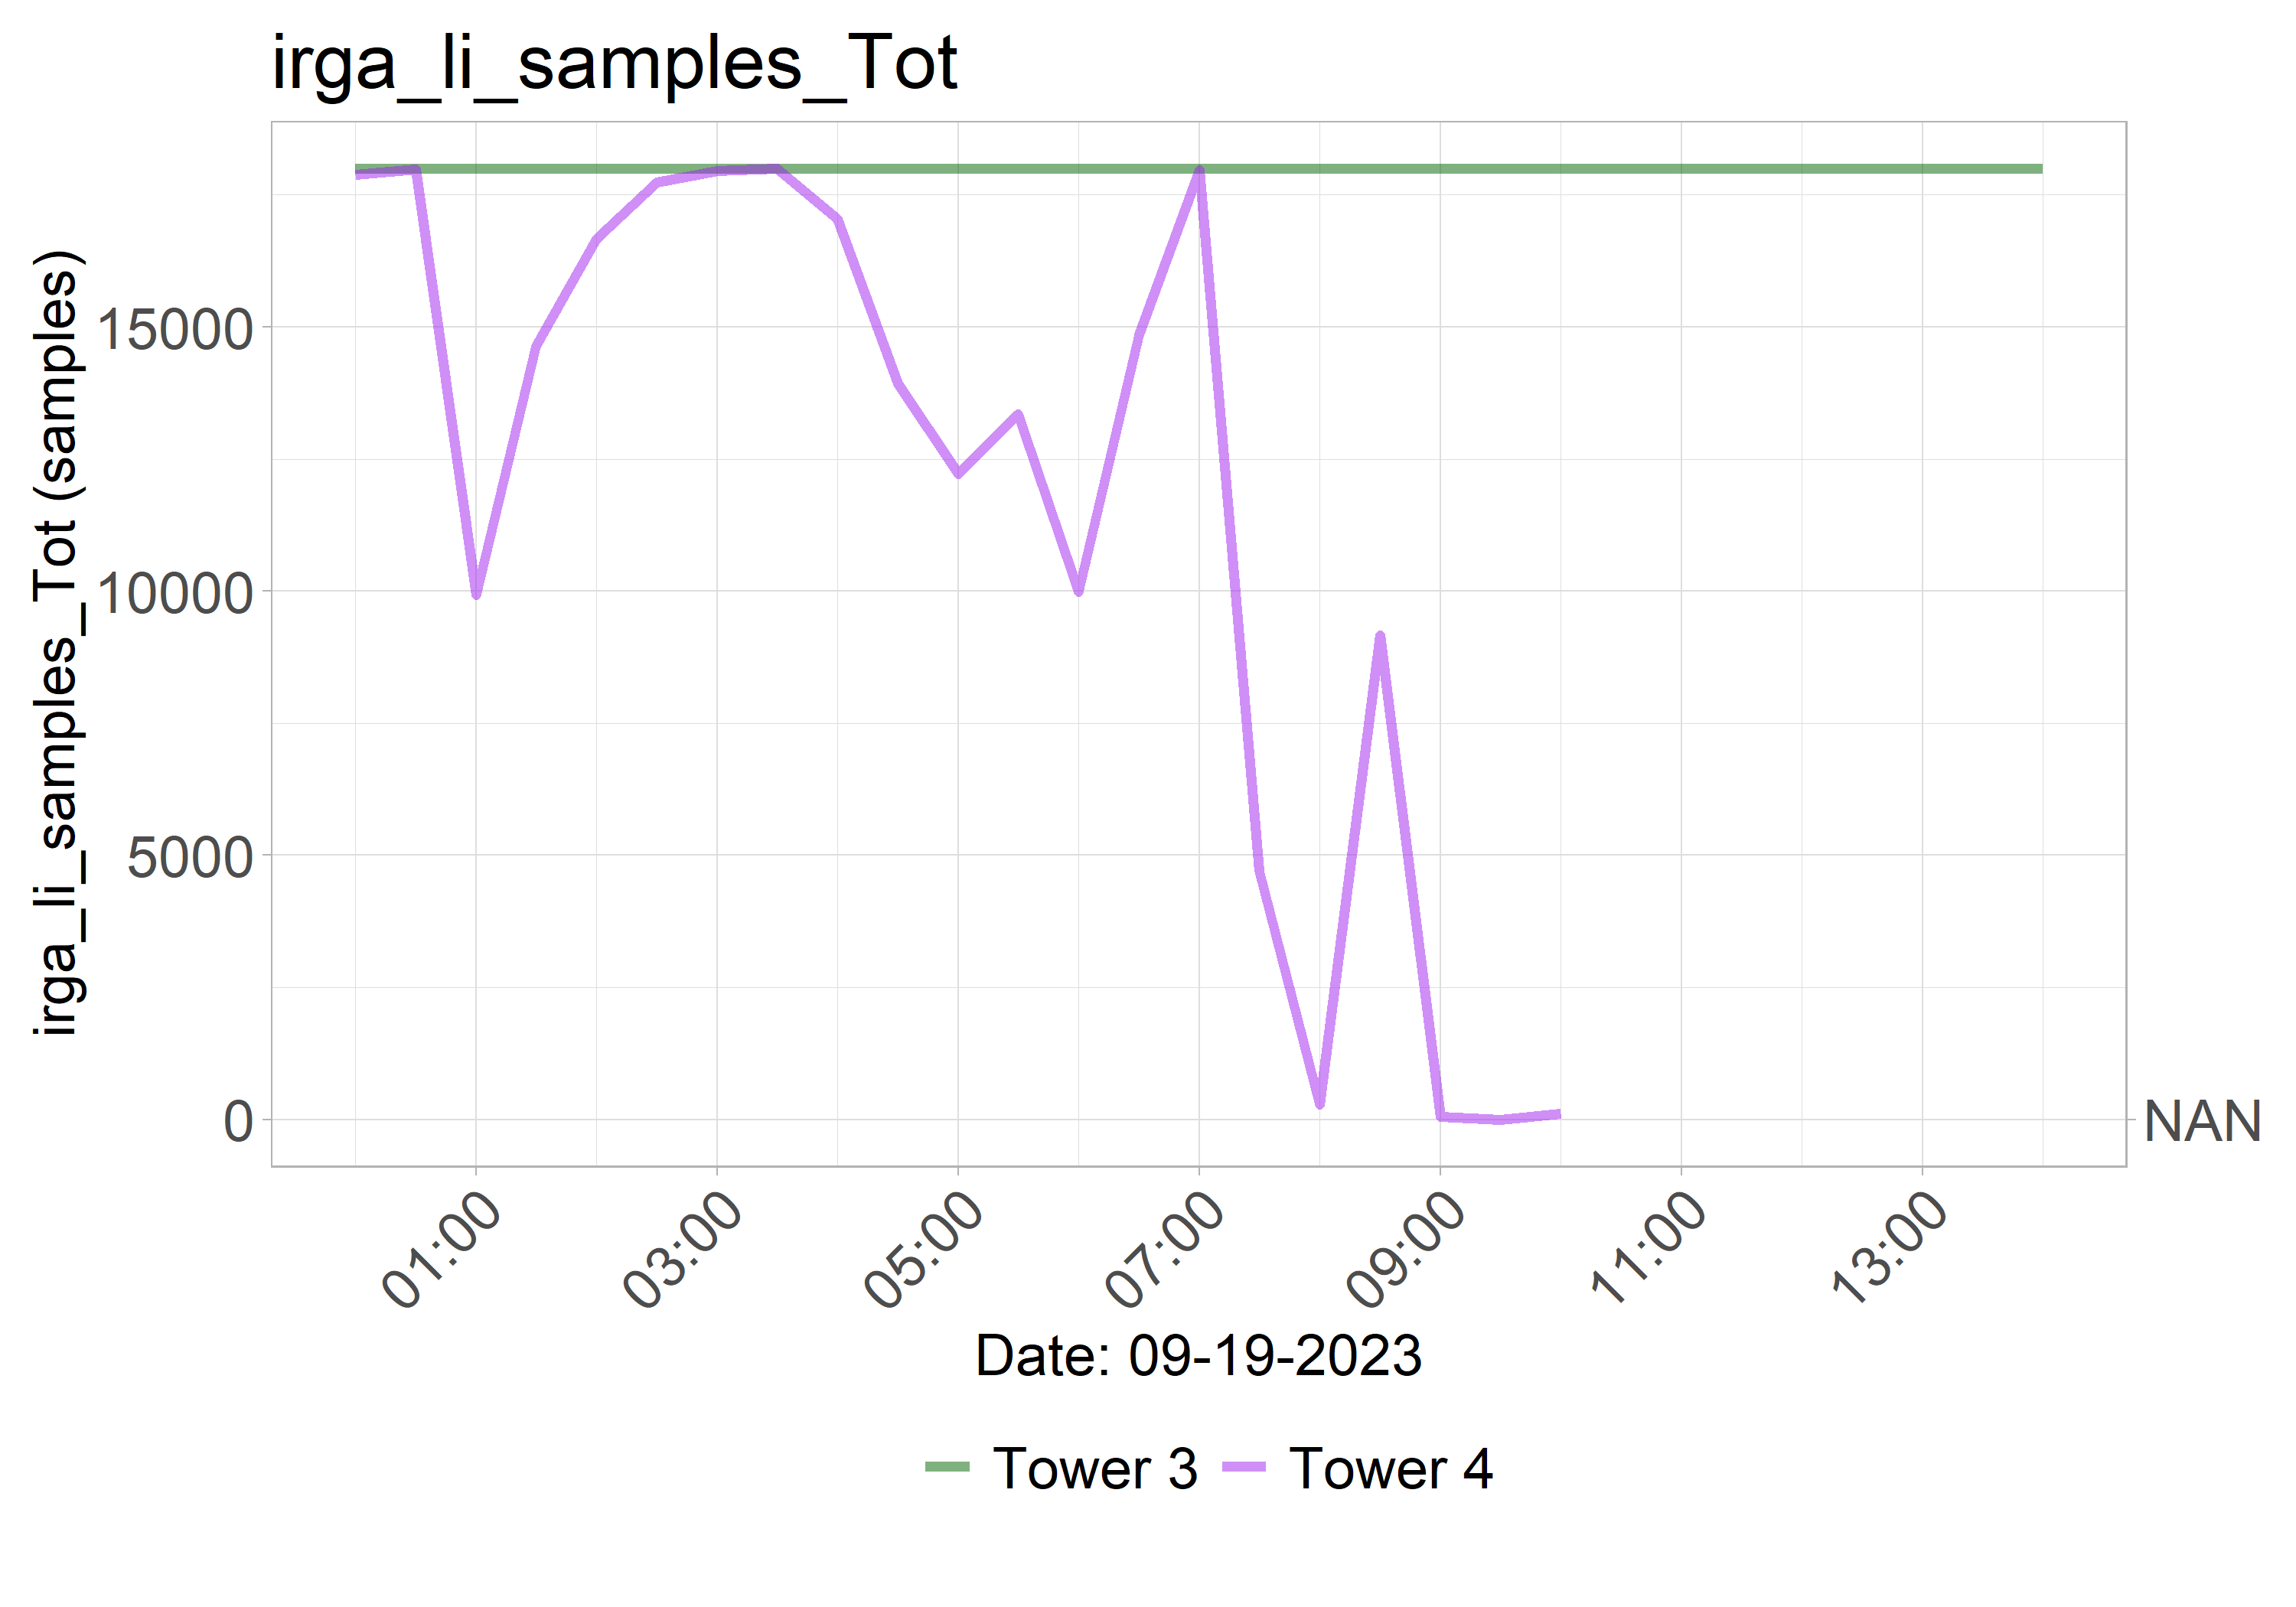 irga_li_samples_Tot
irga_li_samples_Tot (samples)
15000
10000
5000
0
NAN
01:00
03:00
05:00
07:00
09:00
11:00
13:00
Date: 09-19-2023
Tower 3
Tower 4